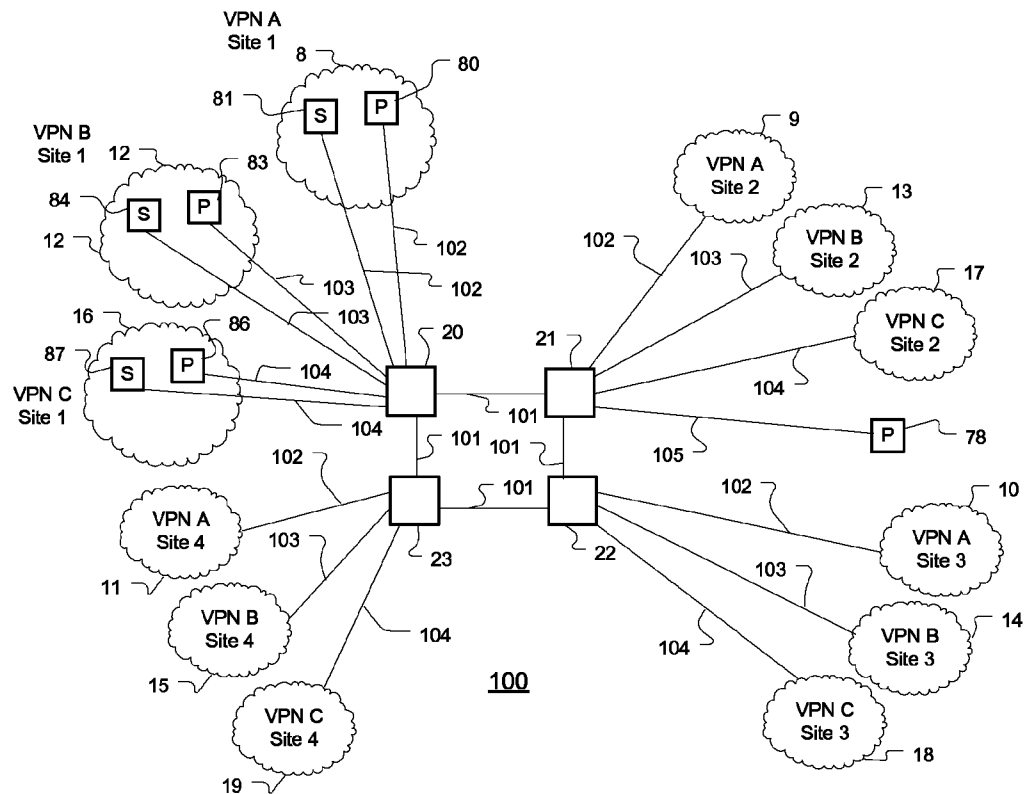 VPN A
Site 1
8
80
81
S
P
VPN B
Site 1
12
83
84
S
P
12
102
102
103
103
16
86
87
S
P
VPN C
Site 1
104
104
20
9
VPN A
Site 2
13
102
VPN B
Site 2
103
17
VPN C
Site 2
21
104
101
P
105
78
101
101
102
101
102
10
VPN A
Site 4
103
VPN A
Site 3
23
22
11
103
VPN B
Site 4
104
14
VPN B
Site 3
104
15
100
VPN C
Site 4
VPN C
Site 3
18
19